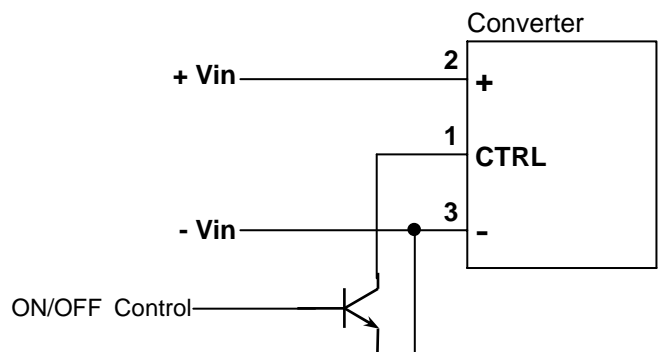 Converter
+ Vin
2
+
1
CTRL
- Vin
3
-
ON/OFF Control